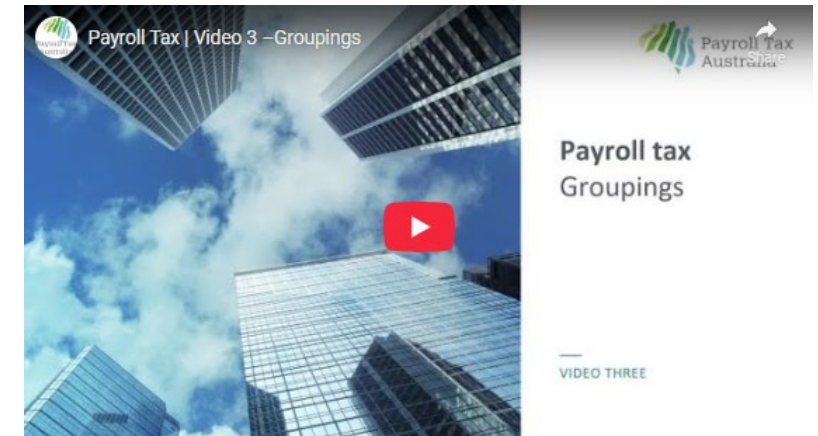 Payroll Tax | Video 3 –Groupings
Payroll Tax
Australia
Share
Payroll tax
Groupings
VIDEO THREE